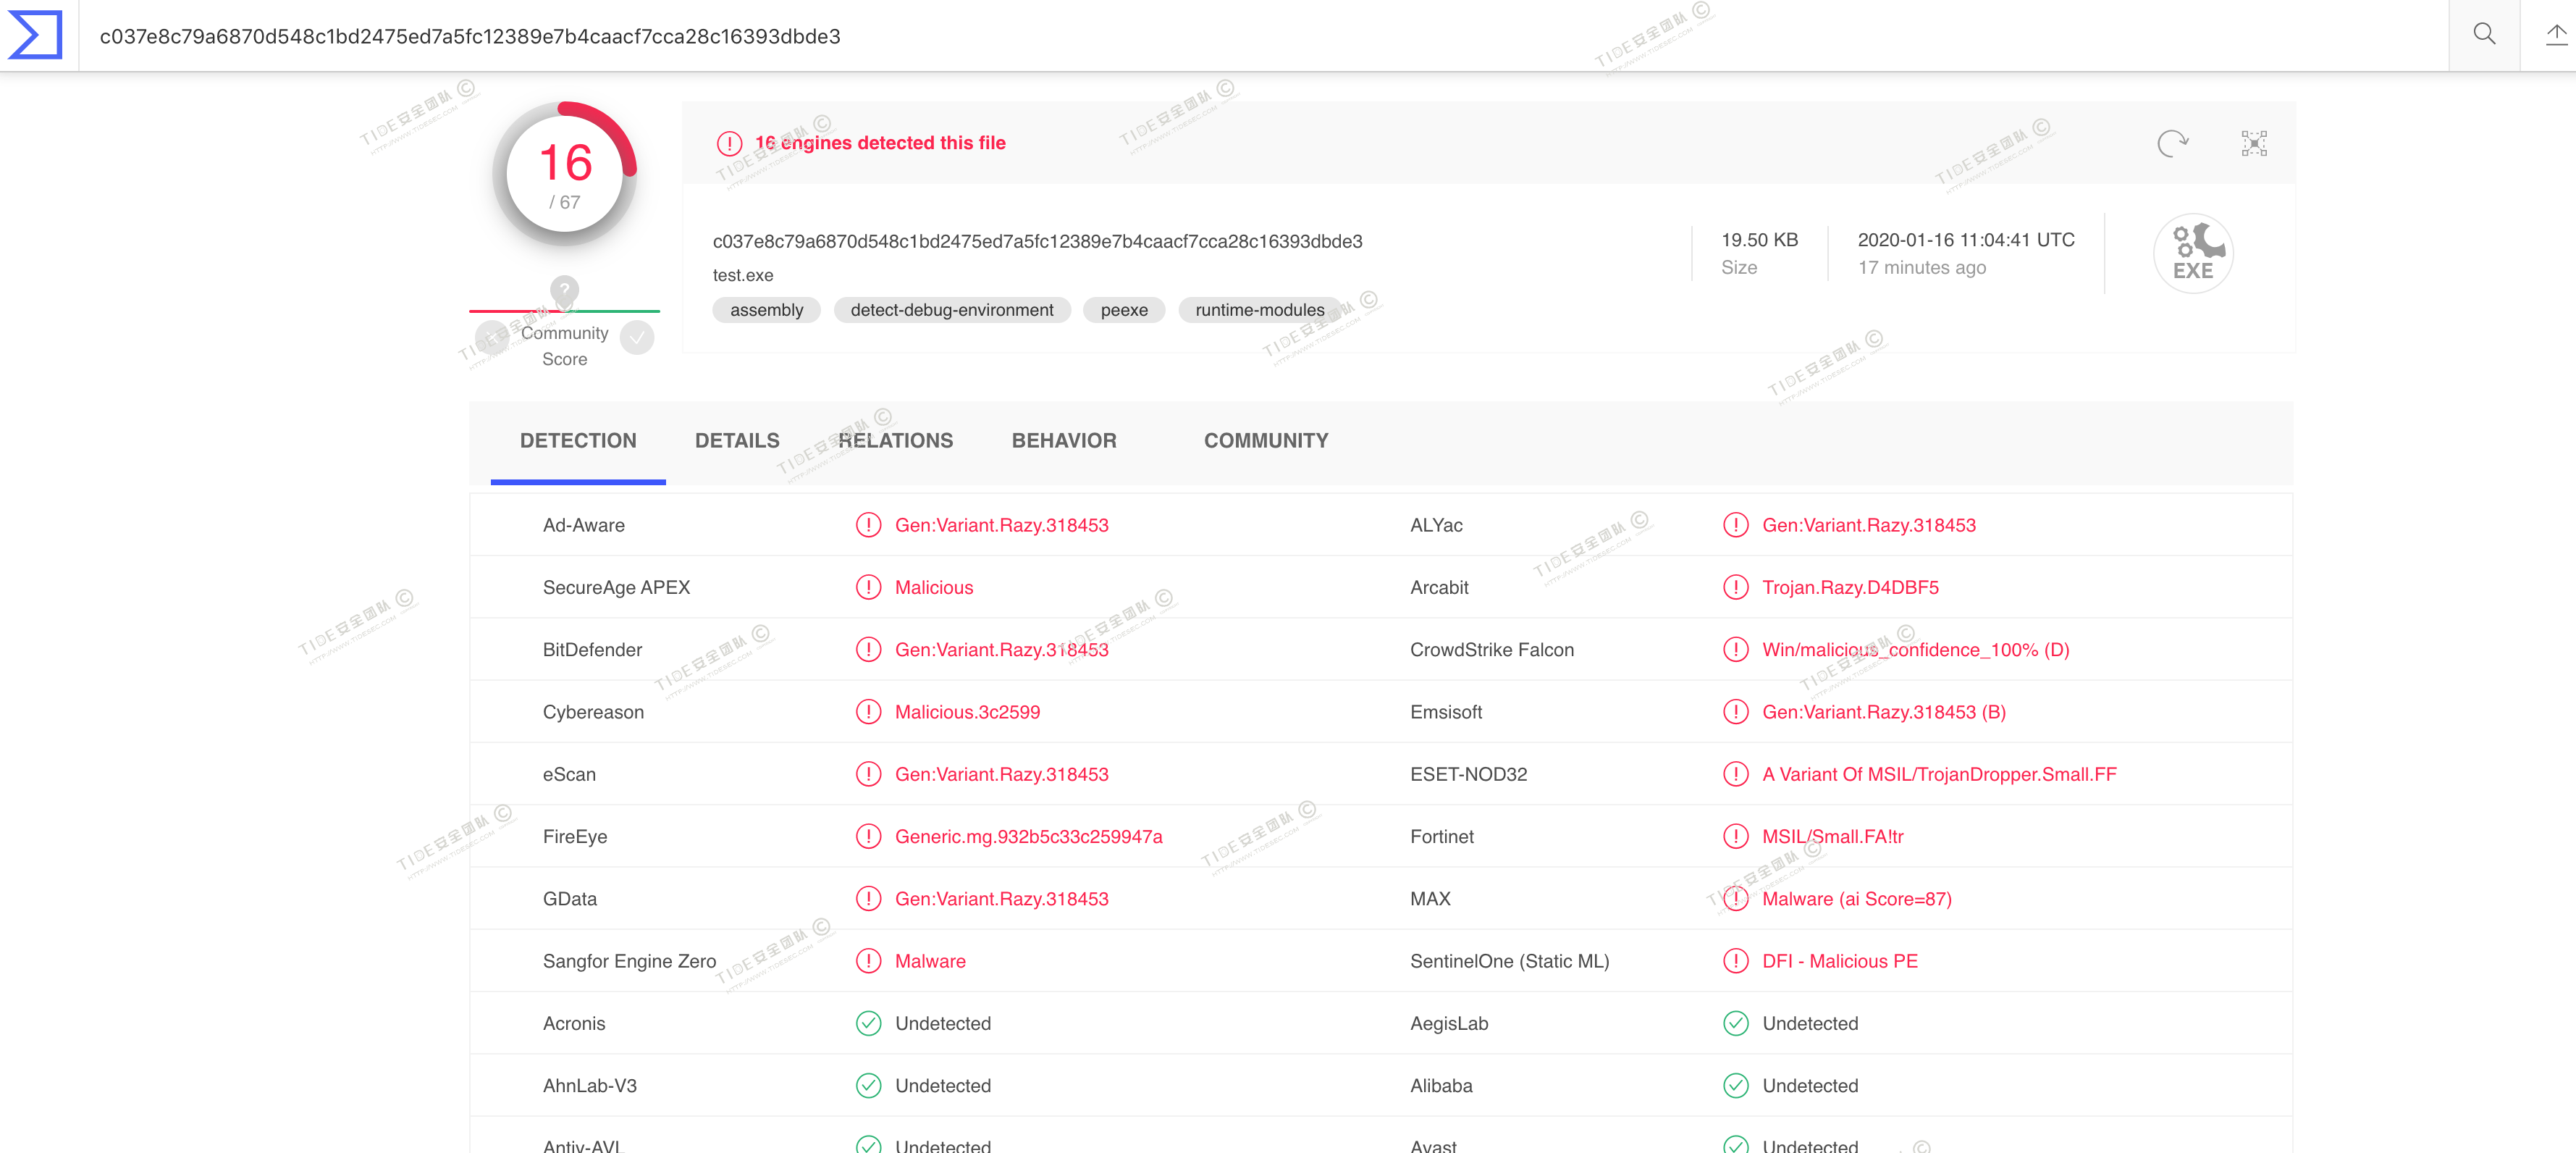 c037e8c79a6870d548c1bd2475ed7a5fc12389e7b4caacf7cca28c16393dbde3
16
/ 67
Community
Score
16 engines detected this file
c037e8c79a6870d548c1bd2475ed7a5fc12389e7b4caacf7cca28c16393dbde3
test.exe
assembly detect-debug-environment peexe runtime-modules
19.50 KB
Size
2020-01-16 11:04:41 UTC
17 minutes ago
EXE
DETECTION DETAILS RELATIONS BEHAVIOR COMMUNITY
Ad-Aware Gen:Variant.Razy.318453 ALYac Gen:Variant.Razy.318453
SecureAge APEX Malicious Arcabit Trojan.Razy.D4DBF5
BitDefender Gen:Variant.Razy.318453 CrowdStrike Falcon Win/malicious_confidence_100% (D)
Cybereason Malicious.3c2599 Emsisoft Gen:Variant.Razy.318453 (B)
eScan Gen:Variant.Razy.318453 ESET-NOD32 A Variant Of MSIL/TrojanDropper.Small.FF
FireEye Generic.mg.932b5c33c259947a Fortinet MSIL/Small.FA!tr
GData Gen:Variant.Razy.318453 MAX Malware (ai Score=87)
Sangfor Engine Zero Malware SentinelOne (Static ML) DFI - Malicious PE
Acronis Undetected AegisLab Undetected
AhnLab-V3 Undetected Alibaba Undetected
Antiy-AVL Undetected Avast Undetected
TIDE安全团队 ©
HTTP://WWW.TIDESEC.COM